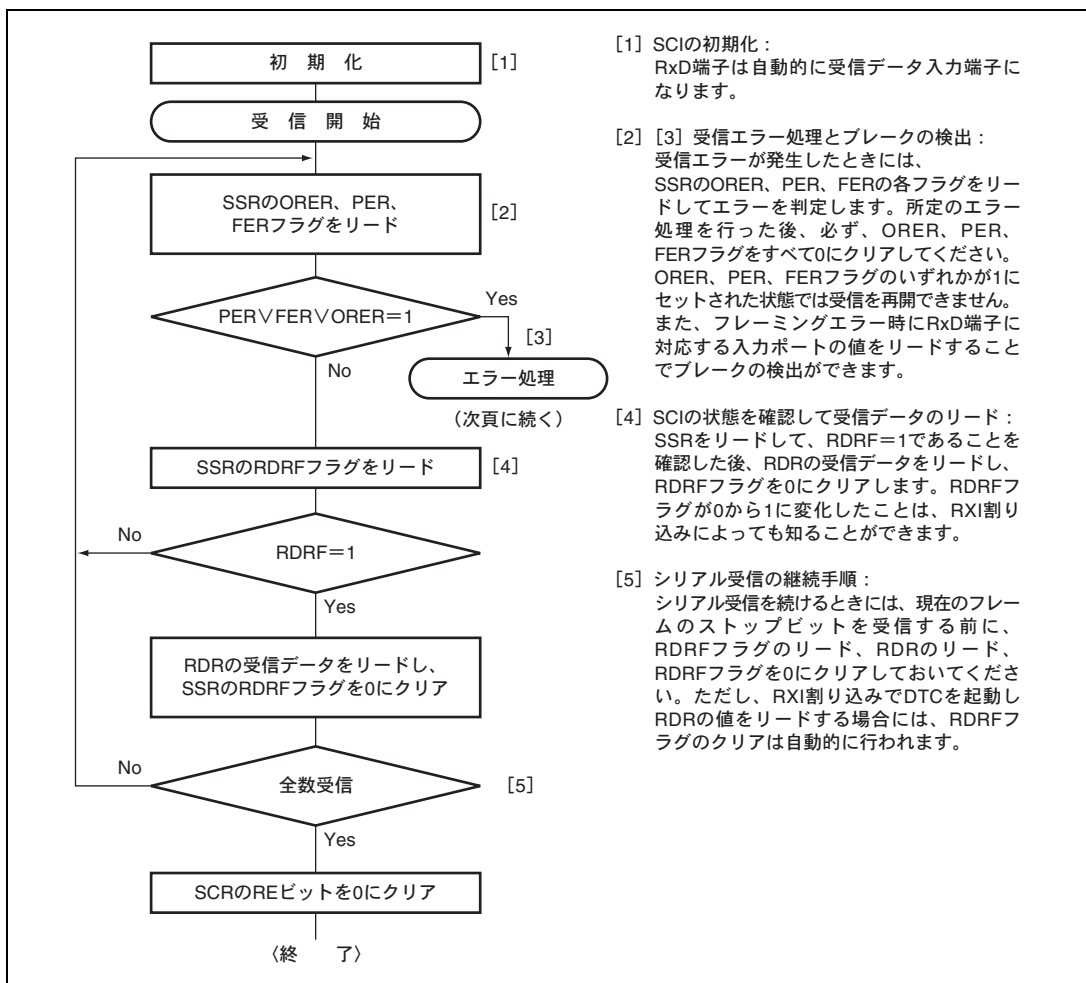 初 期 化 [1]
受 信 開 始
SSRのORER、PER、
FERフラグをリード
[2]
PER∨FER∨ORER＝1
Yes
[3]
No
エラー処理
(次頁に続く)
SSRのRDRFフラグをリード [4]
No
RDRF＝1
Yes
RDRの受信データをリードし、
SSRのRDRFフラグを0にクリア
No
全数受信 [5]
Yes
SCRのREビットを0にクリア
〈終 了〉
[1] SCIの初期化：
RxD端子は自動的に受信データ入力端子に
なります。
[2] [3] 受信エラー処理とブレークの検出：
受信エラーが発生したときには、
SSRのORER、PER、FERの各フラグをリー
ドしてエラーを判定します。所定のエラー
処理を行った後、必ず、ORER、PER、
FERフラグをすべて0にクリアしてください。
ORER、PER、FERフラグのいずれかが1に
セットされた状態では受信を再開できません。
また、フレーミングエラー時にRxD端子に
対応する入力ポートの値をリードすること
でブレークの検出ができます。
[4] SCIの状態を確認して受信データのリード：
SSRをリードして、RDRF＝1であることを
確認した後、RDRの受信データをリードし、
RDRFフラグを0にクリアします。RDRFフ
ラグが0から1に変化したことは、RXI割り
込みによっても知ることができます。
[5] シリアル受信の継続手順：
シリアル受信を続けるときには、現在のフレー
ムのストップビットを受信する前に、
RDRFフラグのリード、RDRのリード、
RDRFフラグを0にクリアしておいてくださ
い。ただし、RXI割り込みでDTCを起動し
RDRの値をリードする場合には、RDRFフ
ラグのクリアは自動的に行われます。